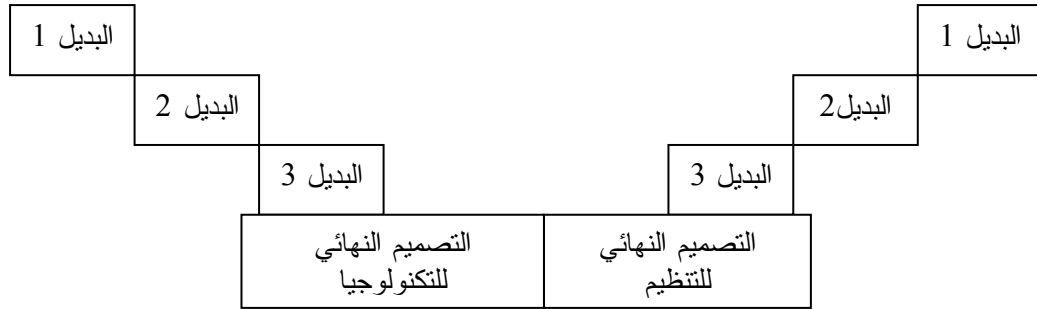 البديل 1
البديل 1
البديل2
البديل 2
البديل 3
البديل 3
التصميم النهائي
للتنظيم
التصميم النهائي
للتكنولوجيا